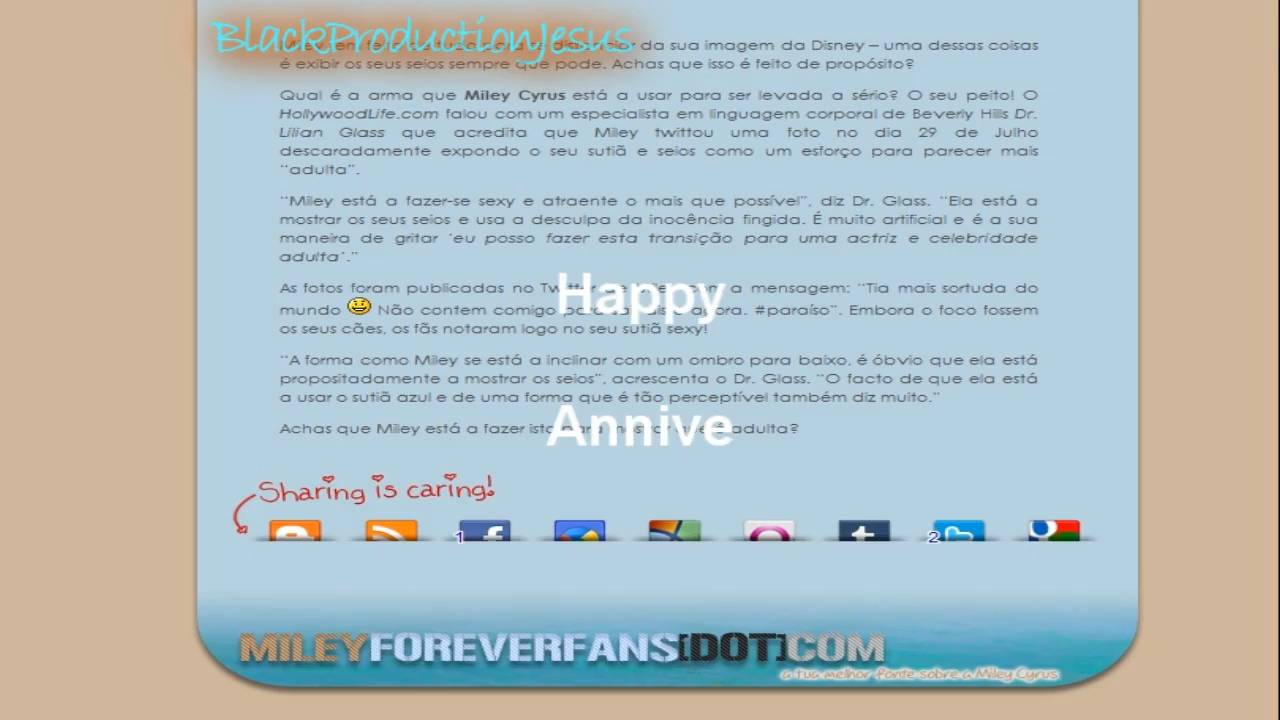 BlackProductionJesus
da sua imagem da Disney – uma dessas coisas
é exibir os seus seios sempre que pode. Achas que isso é feito de propósito?
Qual é a arma que Miley Cyrus está a usar para ser levada a sério? O seu peito! O
HollywoodLife.com falou com um especialista em linguagem corporal de Beverly Hills Dr.
Lilian Glass que acredita que Miley twittou uma foto no dia 29 de Julho
descaradamente expondo o seu sutiã e seios como um esforço para parecer mais
“adulta”.
“Miley está a fazer-se sexy e atraente o mais que possível”, diz Dr. Glass. “Ela está a
mostrar os seus seios e usa a desculpa da inocência fingida. É muito artificial e é a sua
maneira de gritar ‘eu posso fazer esta transição para uma actriz e celebridade
adulta’.”
As fotos foram publicadas no Twitter a mensagem: “Tia mais sortuda do
Happy
mundo Não contem comigo agora. #paraíso”. Embora o foco fossem
os seus cães, os fãs notaram logo no seu sutiã sexy!
“A forma como Miley se está a inclinar com um ombro para baixo, é óbvio que ela está
propositadamente a mostrar os seios”, acrescenta o Dr. Glass. “O facto de que ela está
a usar o sutiã azul e de uma forma que é tão perceptível também diz muito.”
Achas que Miley está a fazer isto para mostrar que é adulta?
Annive
Sharing is caring!
1 2
MILEYFOREVERFANS[DOT]COM
a tua melhor fonte sobre a Miley Cyrus